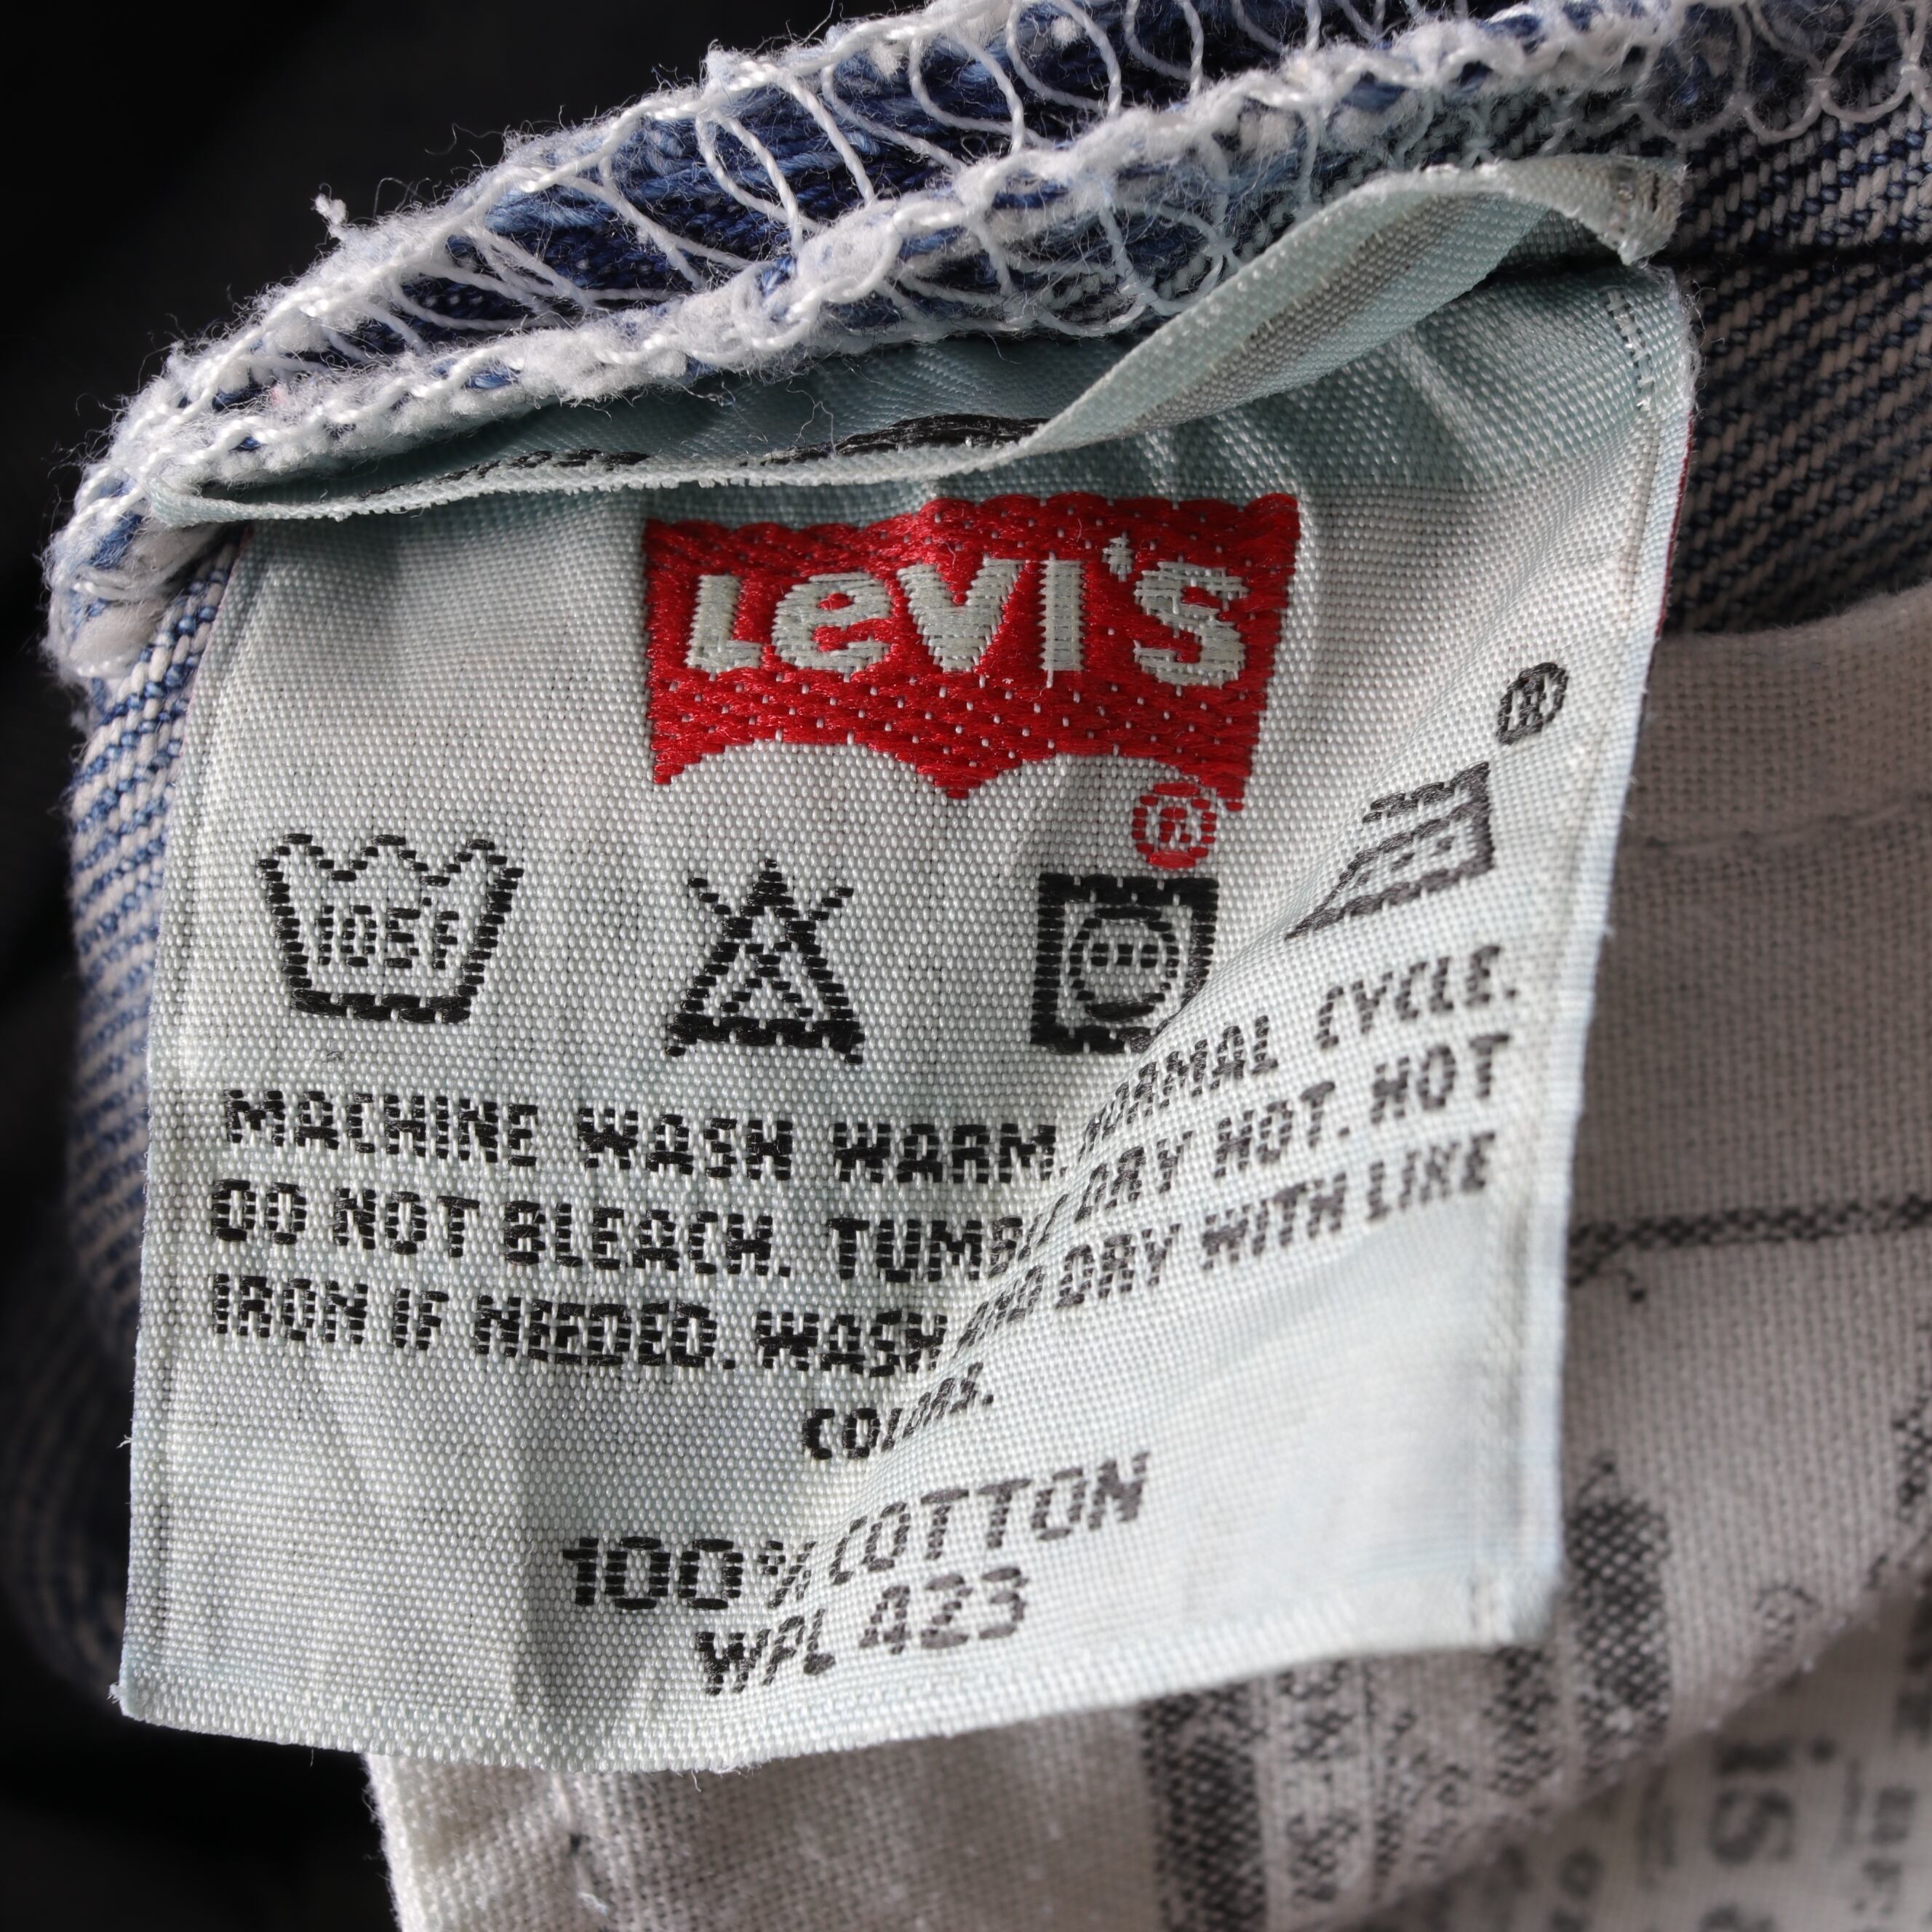 LEVI'S
®
®
105F
MACHINE WASH WARM. NORMAL CYCLE.
DO NOT BLEACH. TUMBLE DRY HOT. HOT
IRON IF NEEDED. WASH AND DRY WITH LIKE
COLORS.
100% COTTON
WPL 423
is